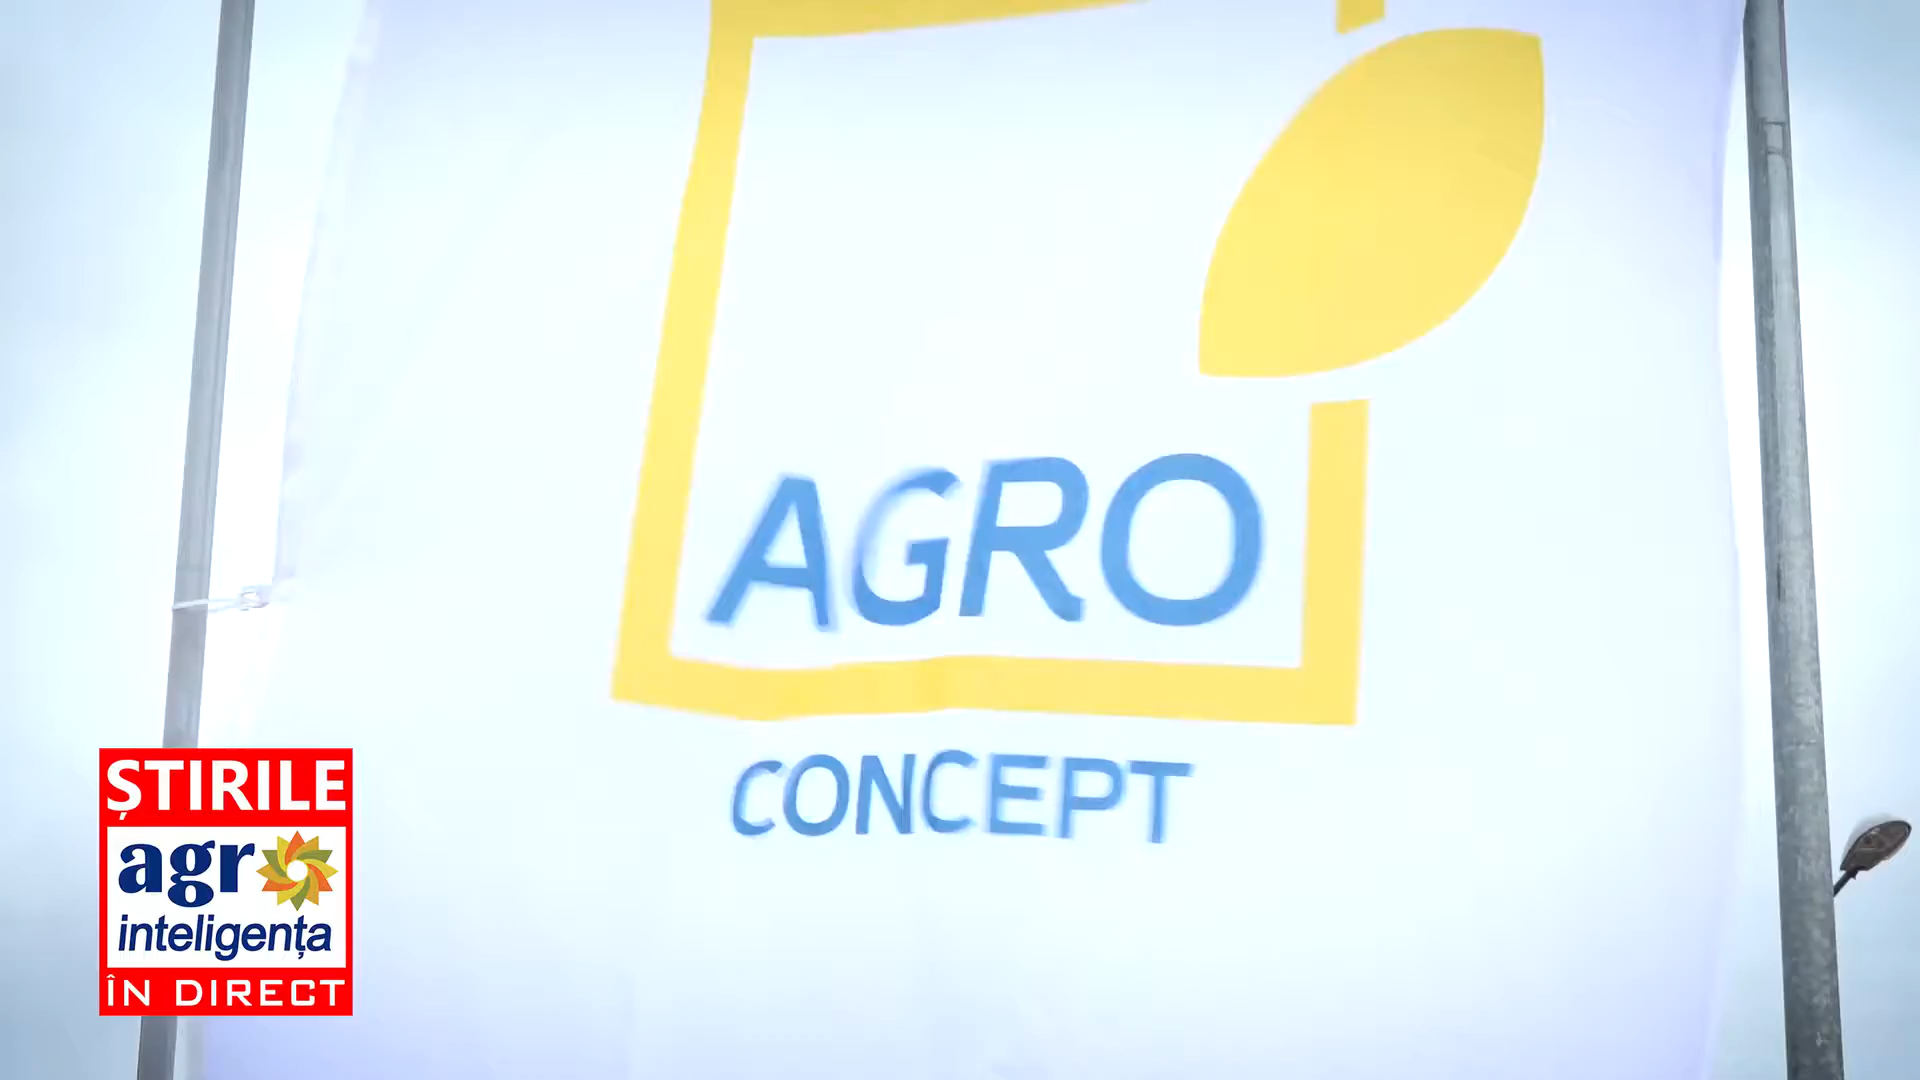 AGRO
CONCEPT
ȘTIRILE
agro
inteligența
ÎN DIRECT